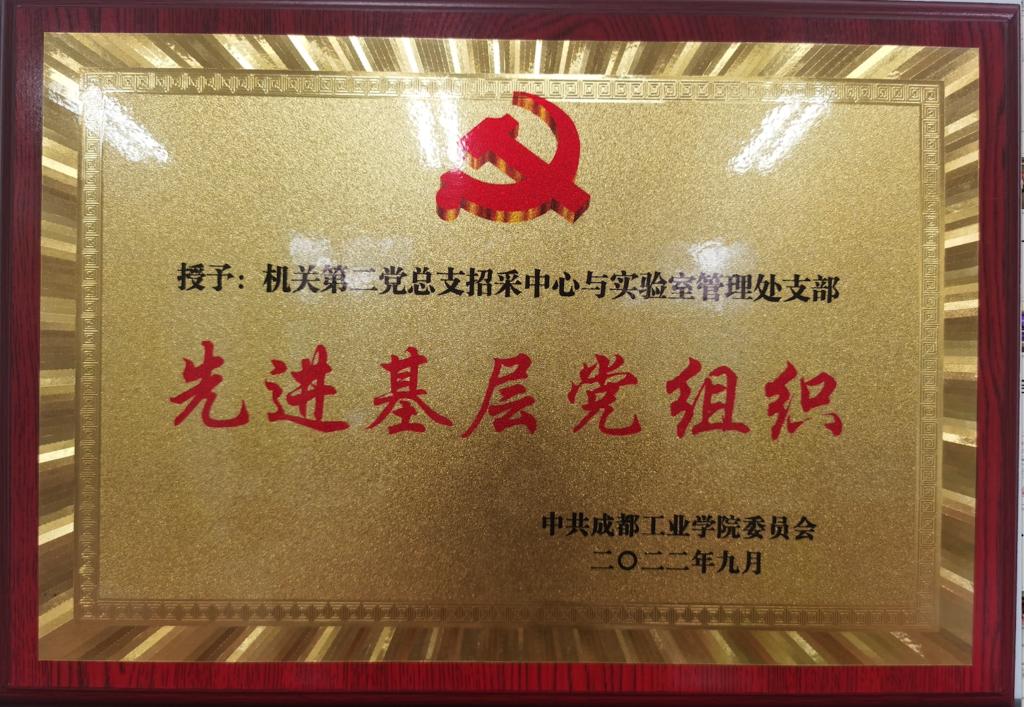 授予：机关第二党总支招采中心与实验室管理处支部
先进基层党组织
中共成都工业学院委员会
二〇二二年九月